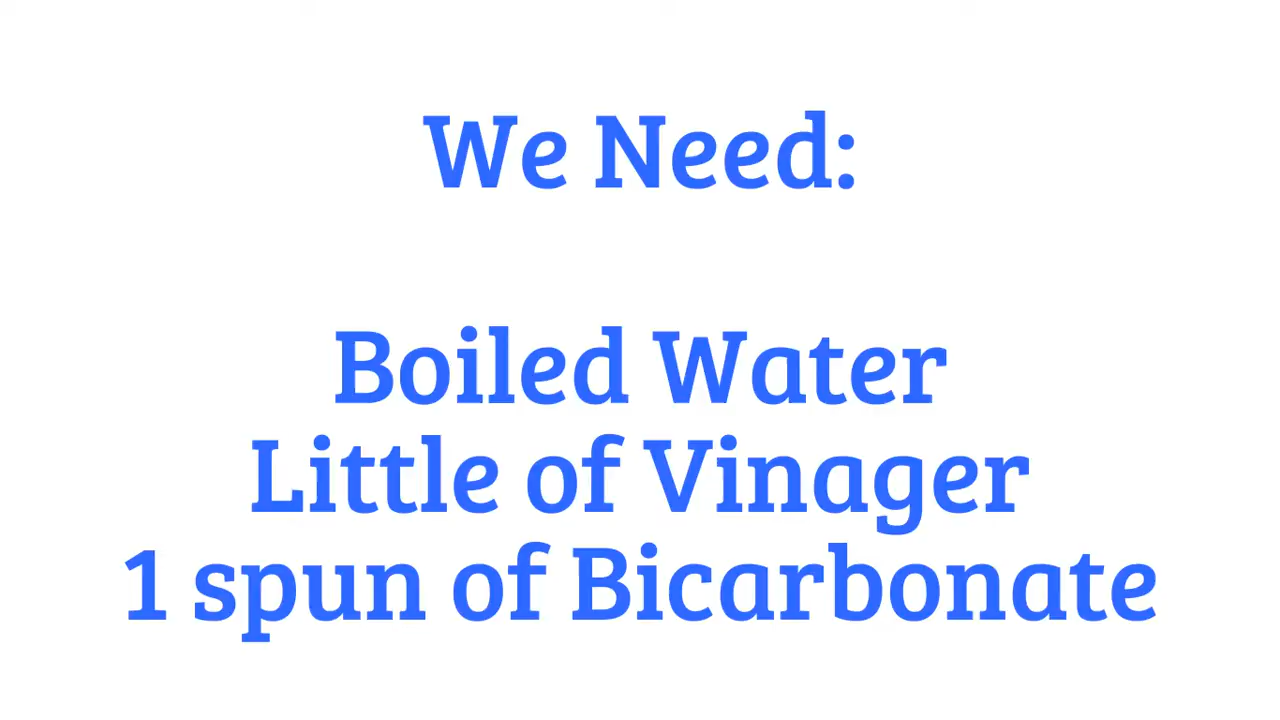 We Need:
Boiled Water
Little of Vinager
1 spun of Bicarbonate